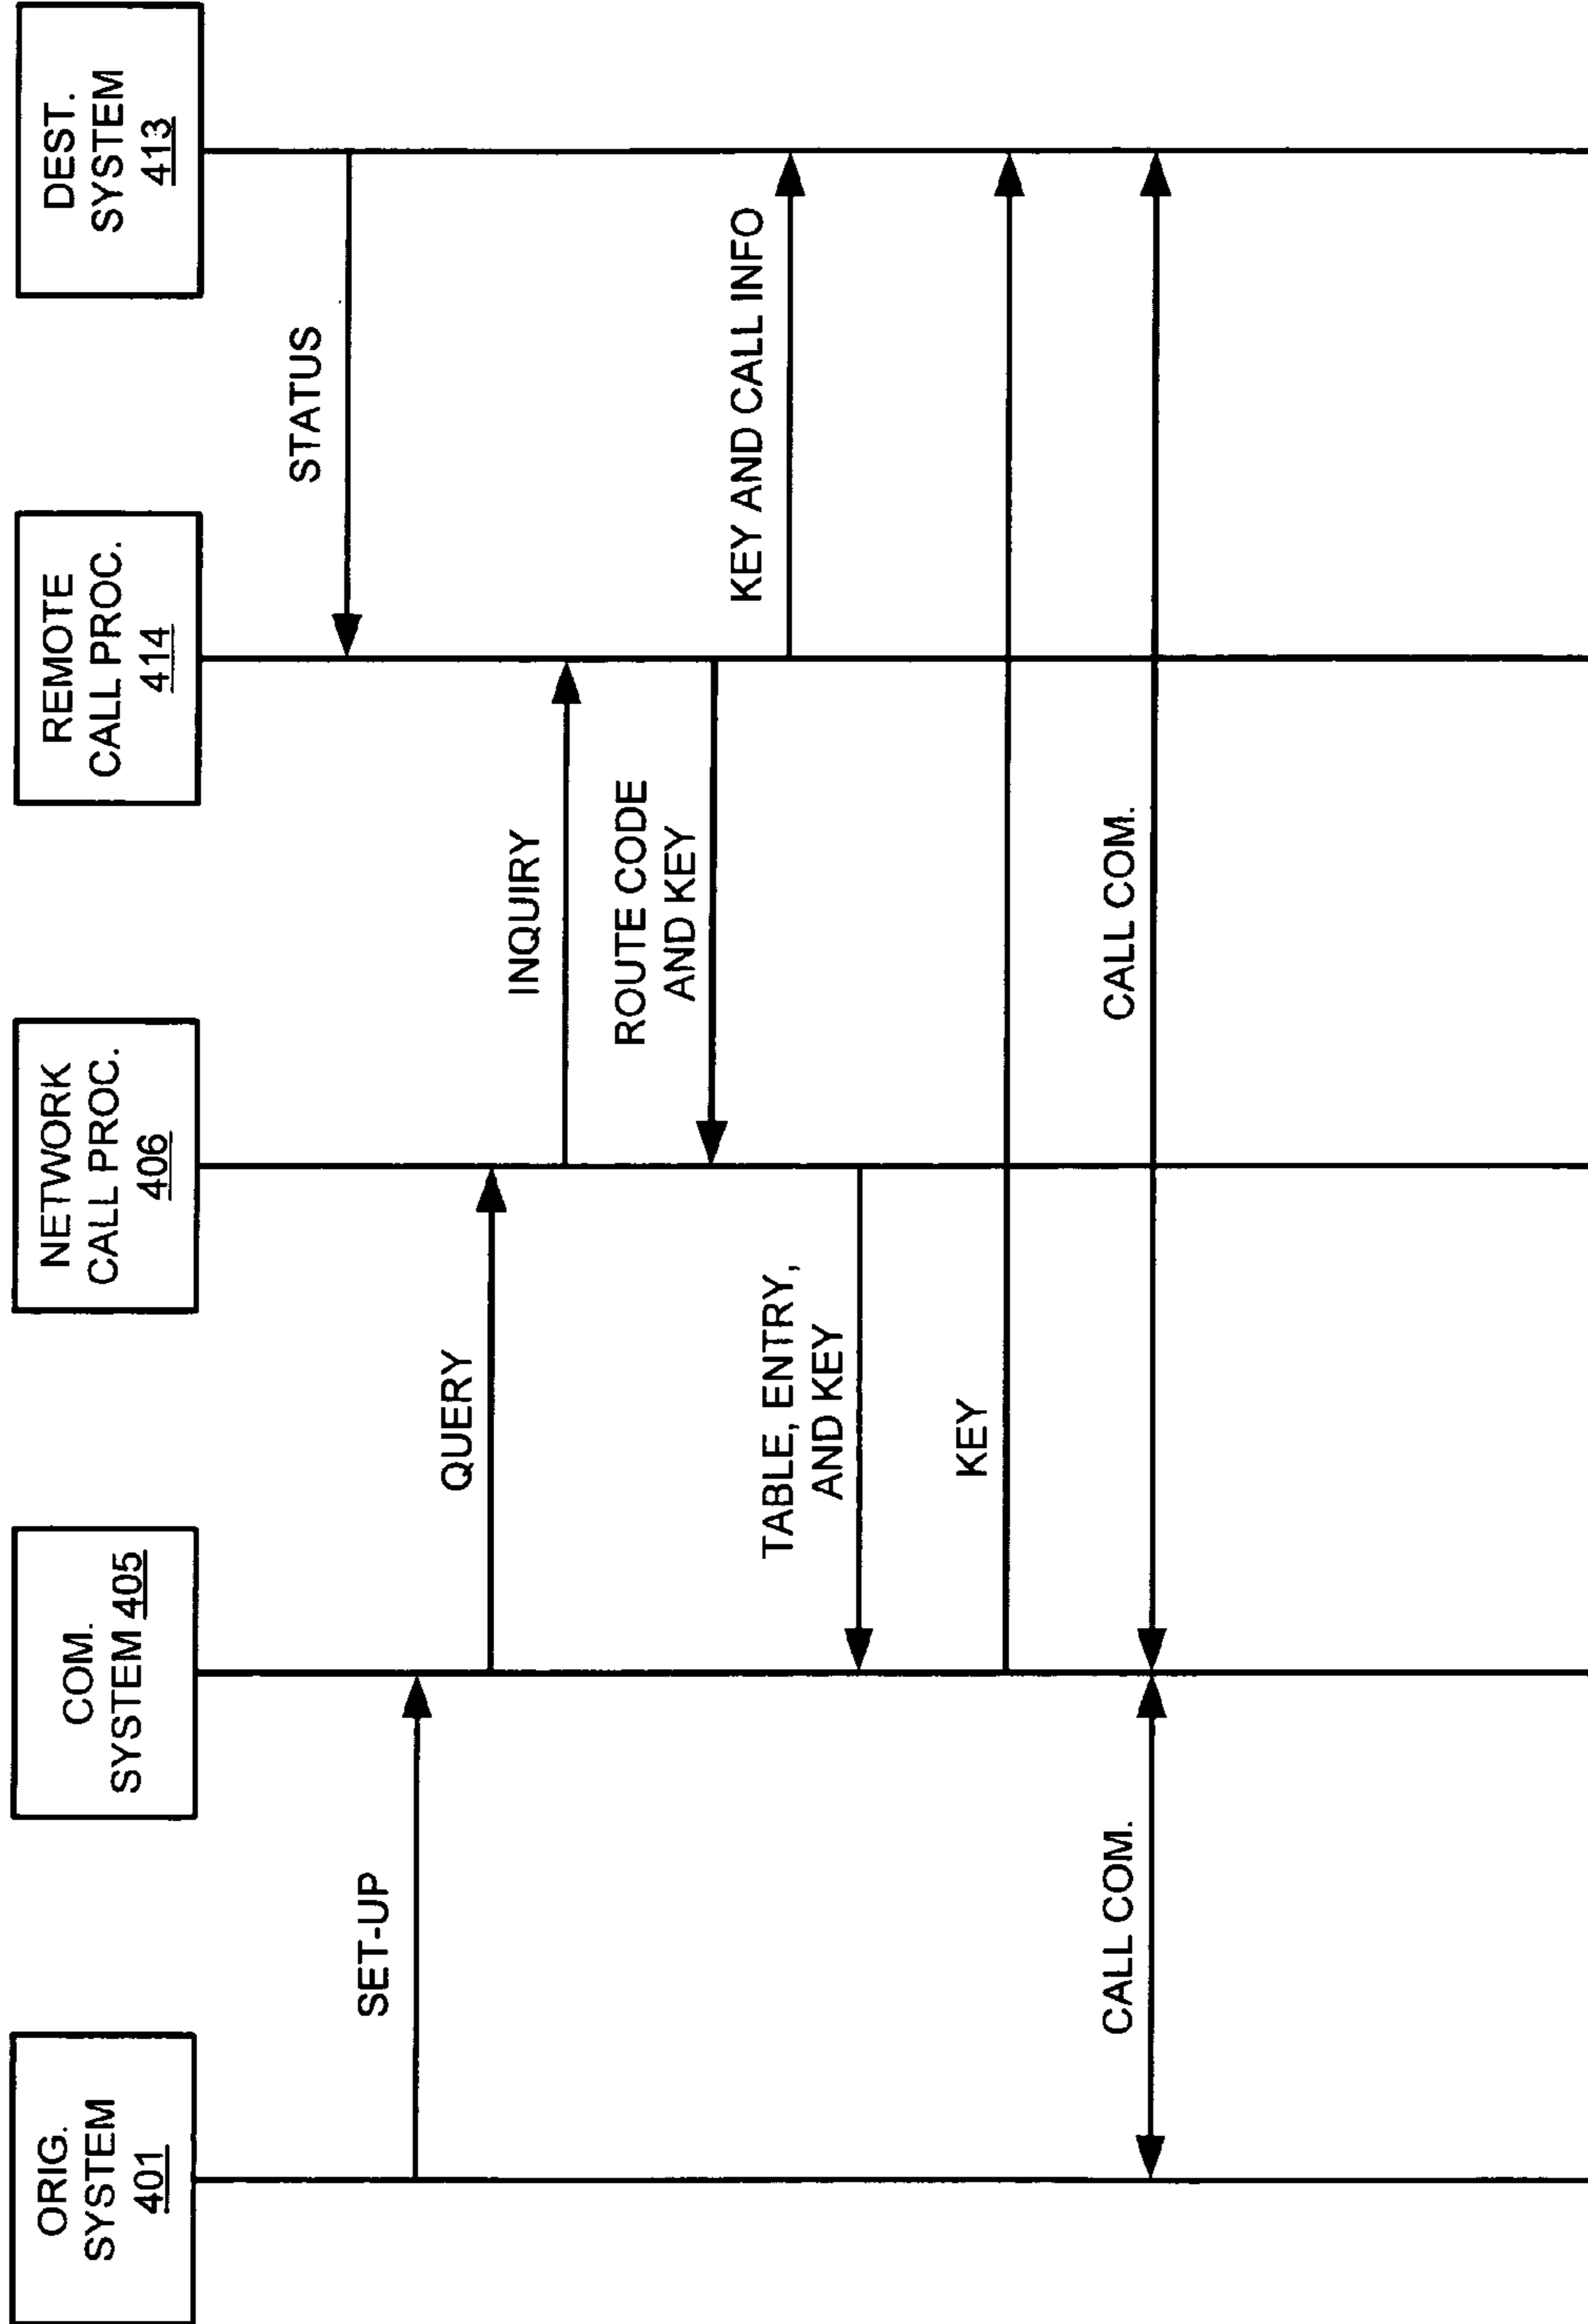 ORIG.
SYSTEM
401
COM.
SYSTEM 405
NETWORK
CALL PROC.
406
REMOTE
CALL PROC.
414
DEST.
SYSTEM
413
STATUS
SET-UP
QUERY
INQUIRY
ROUTE CODE
AND KEY
KEY AND CALL INFO
TABLE, ENTRY,
AND KEY
KEY
CALL COM.
CALL COM.